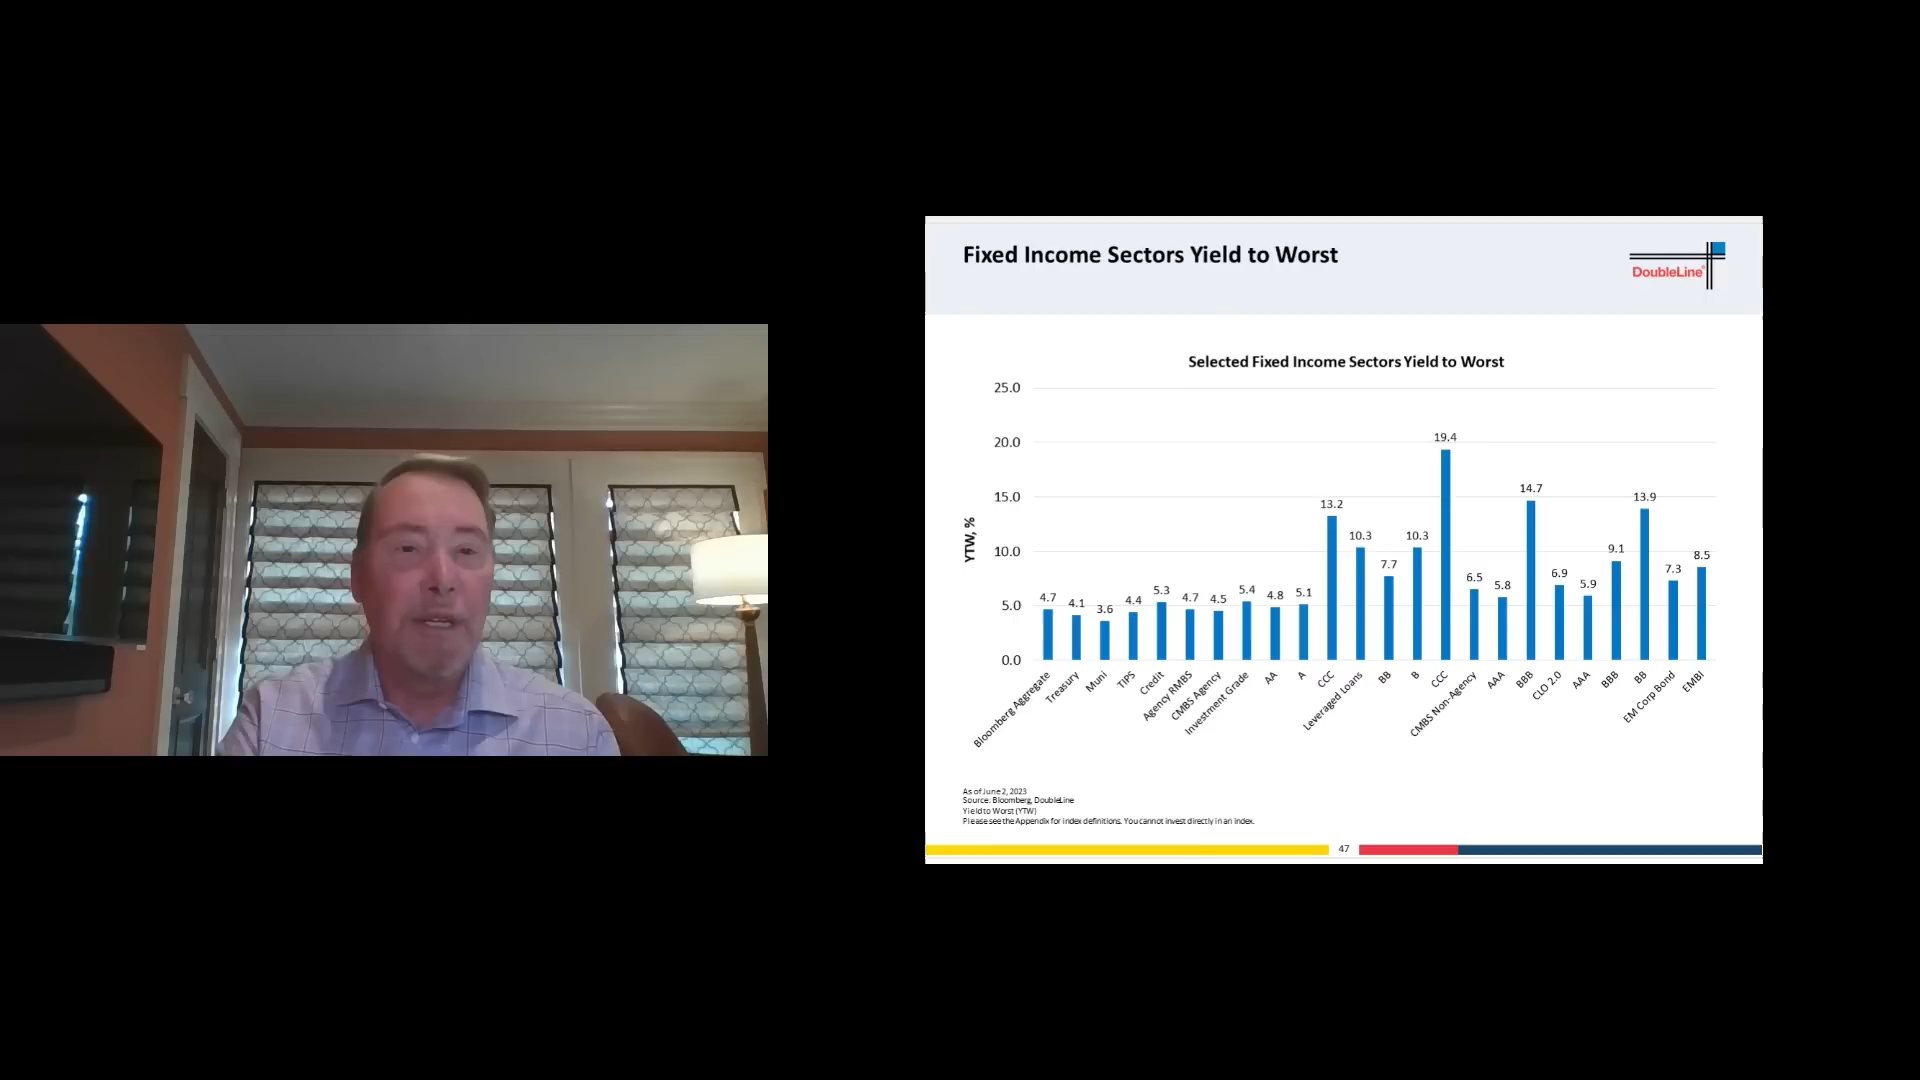 Fixed Income Sectors Yield to Worst
DoubleLine®
Selected Fixed Income Sectors Yield to Worst
25.0
20.0
15.0
10.0
5.0
0.0
YTW, %
4.7
4.1
3.6
4.4
5.3
4.7
4.5
5.4
4.8
5.1
13.2
10.3
7.7
10.3
19.4
6.5
5.8
14.7
6.9
5.9
9.1
13.9
7.3
8.5
Bloomberg Aggregate
Treasury
Muni
TIPS
Credit
Agency RMBS
CMBS Agency
Investment Grade
AA
A
CCC
Leveraged Loans
BB
B
CCC
CMBS Non-Agency
AAA
BBB
CLO 2.0
AAA
BBB
BB
EM Corp Bond
EMBI
As of June 2, 2023
Source: Bloomberg, DoubleLine
Yield to Worst (YTW)
Please see the Appendix for index definitions. You cannot invest directly in an index.
47